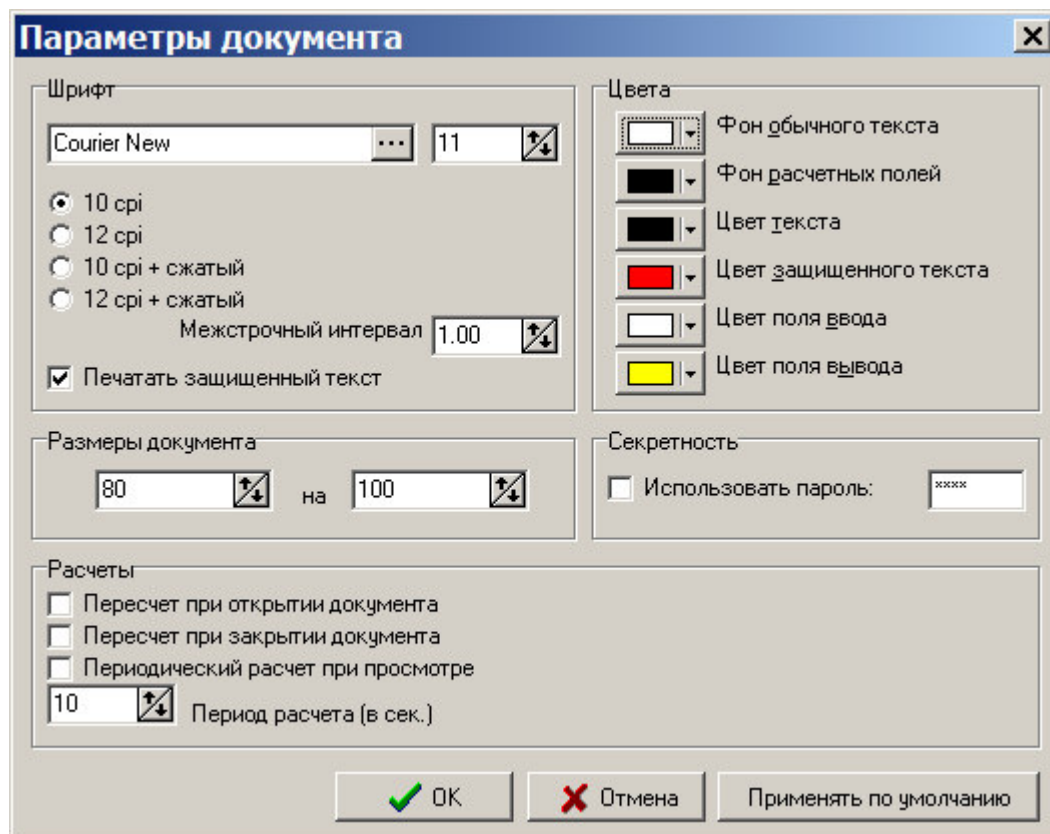 Параметры документа
Шрифт
Courier New 11
10 cpi
12 cpi
10 cpi + сжатый
12 cpi + сжатый
Межстрочный интервал 1.00
Печатать защищенный текст
Цвета
Фон обычного текста
Фон расчетных полей
Цвет текста
Цвет защищенного текста
Цвет поля ввода
Цвет поля вывода
Размеры документа
80 на 100
Секретность
Использовать пароль: ****
Расчеты
Пересчет при открытии документа
Пересчет при закрытии документа
Периодический расчет при просмотре
10 Период расчета (в сек.)
OK Отмена Применять по умолчанию